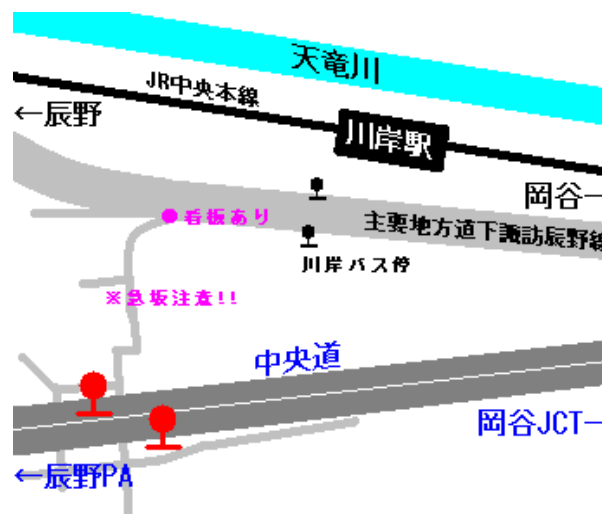 天竜川
JR中央本線
←辰野
川岸駅
岡谷→
看板あり
主要地方道下諏訪辰野線
川岸バス停
※急坂注意!!
中央道
岡谷JCT→
←辰野PA